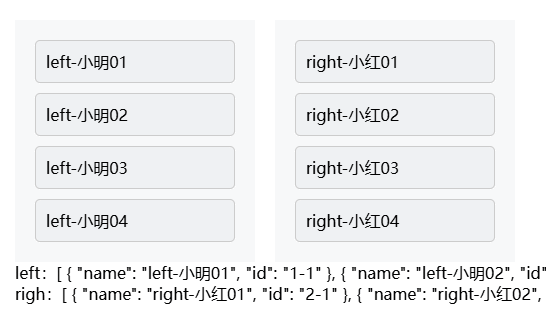 left-小明01
left-小明02
left-小明03
left-小明04
right-小红01
right-小红02
right-小红03
right-小红04
left：[ { "name": "left-小明01", "id": "1-1" }, { "name": "left-小明02", "id"
righ：[ { "name": "right-小红01", "id": "2-1" }, { "name": "right-小红02",